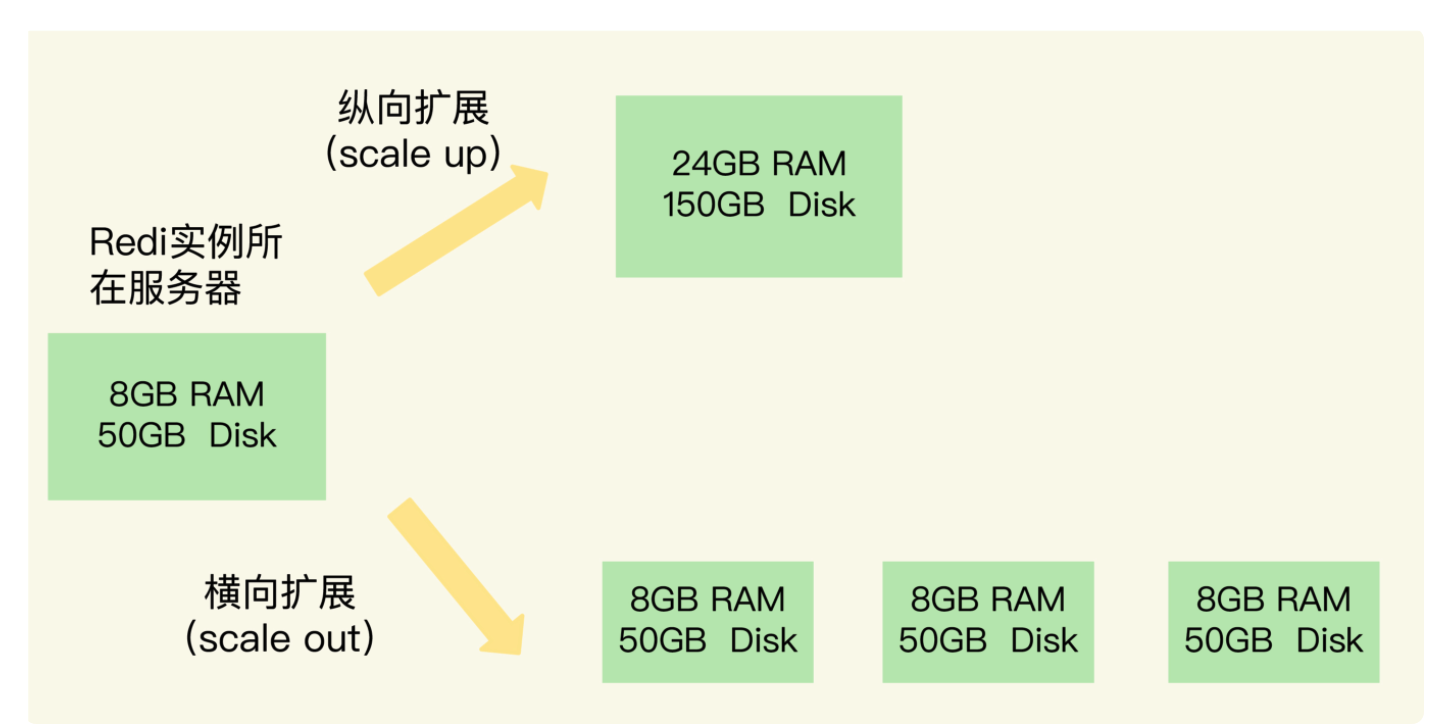 纵向扩展
(scale up)
24GB RAM
150GB Disk
Redi实例所
在服务器
8GB RAM
50GB Disk
横向扩展
(scale out)
8GB RAM
50GB Disk
8GB RAM
50GB Disk
8GB RAM
50GB Disk